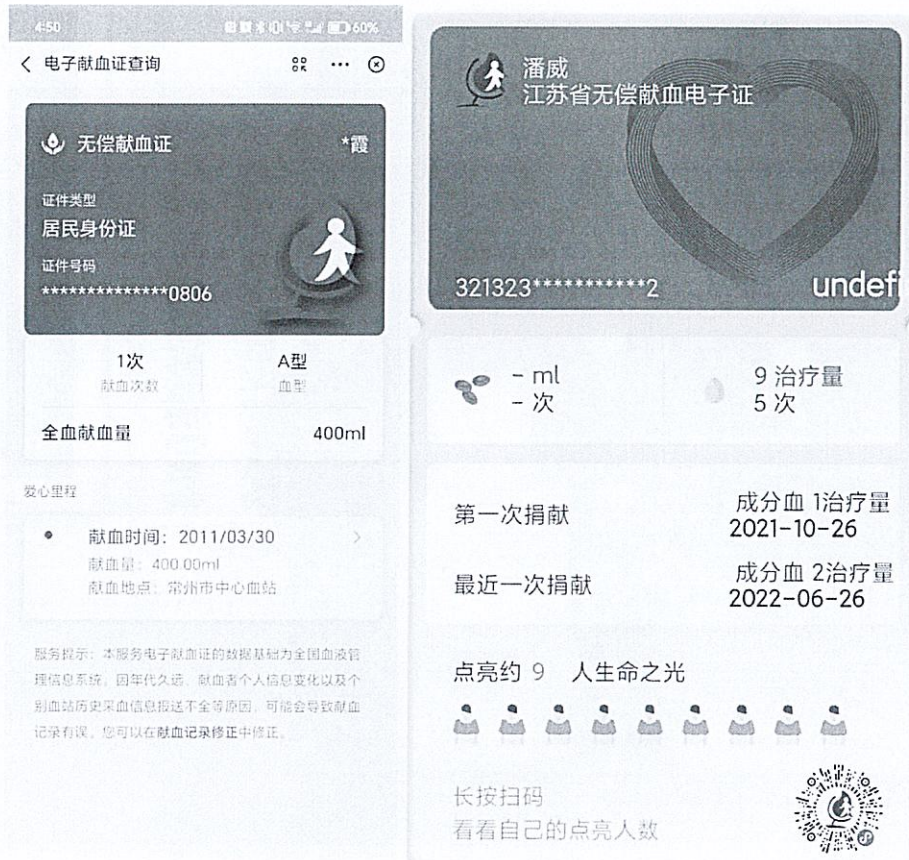 4:50
60%
电子献血证查询
无偿献血证
*霞
证件类型
居民身份证
证件号码
**************0806
1次
A型
献血次数
血型
全血献血量
400ml
爱心里程
献血时间：2011/03/30
献血量：400.00ml
献血地点：常州市中心血站
服务提示：本服务电子献血证的数据基础为全国血液管
理信息系统，因年代久远、献血者个人信息变化以及个
别血站历史采血信息报送不全等原因，可能会导致献血
记录有误，您可以在献血记录修正中修正。
潘威
江苏省无偿献血电子证
321323***********2
undefi
- ml
- 次
9 治疗量
5 次
第一次捐献
成分血 1治疗量
2021-10-26
最近一次捐献
成分血 2治疗量
2022-06-26
点亮约 9 人生命之光
长按扫码
看看自己的点亮人数